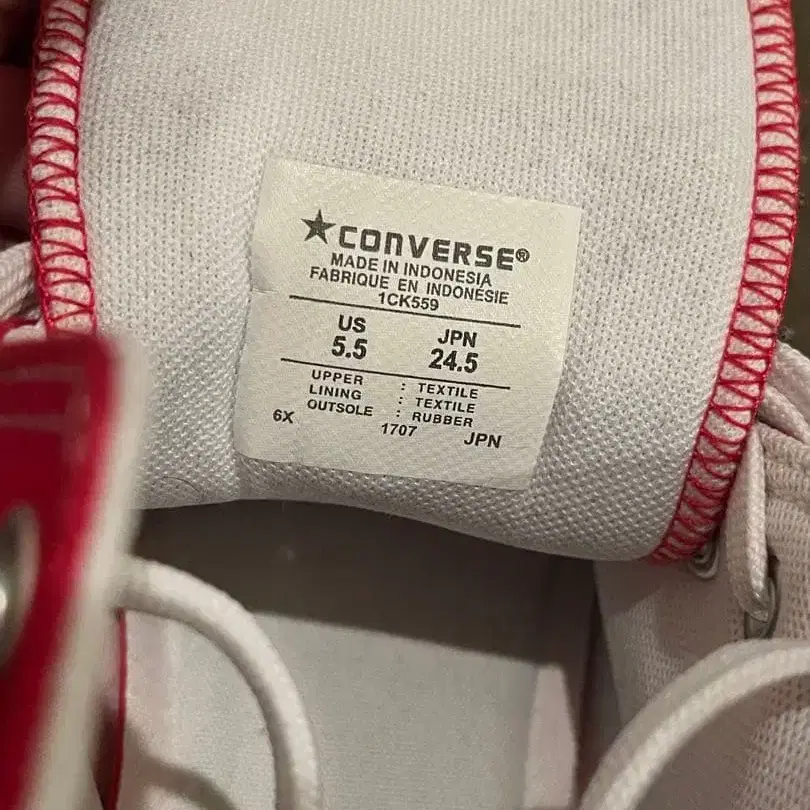 ★CONVERSE®
MADE IN INDONESIA
FABRIQUE EN INDONÉSIE
1CK559
US JPN
5.5 24.5
UPPER : TEXTILE
LINING : TEXTILE
OUTSOLE : RUBBER
6X 1707 JPN